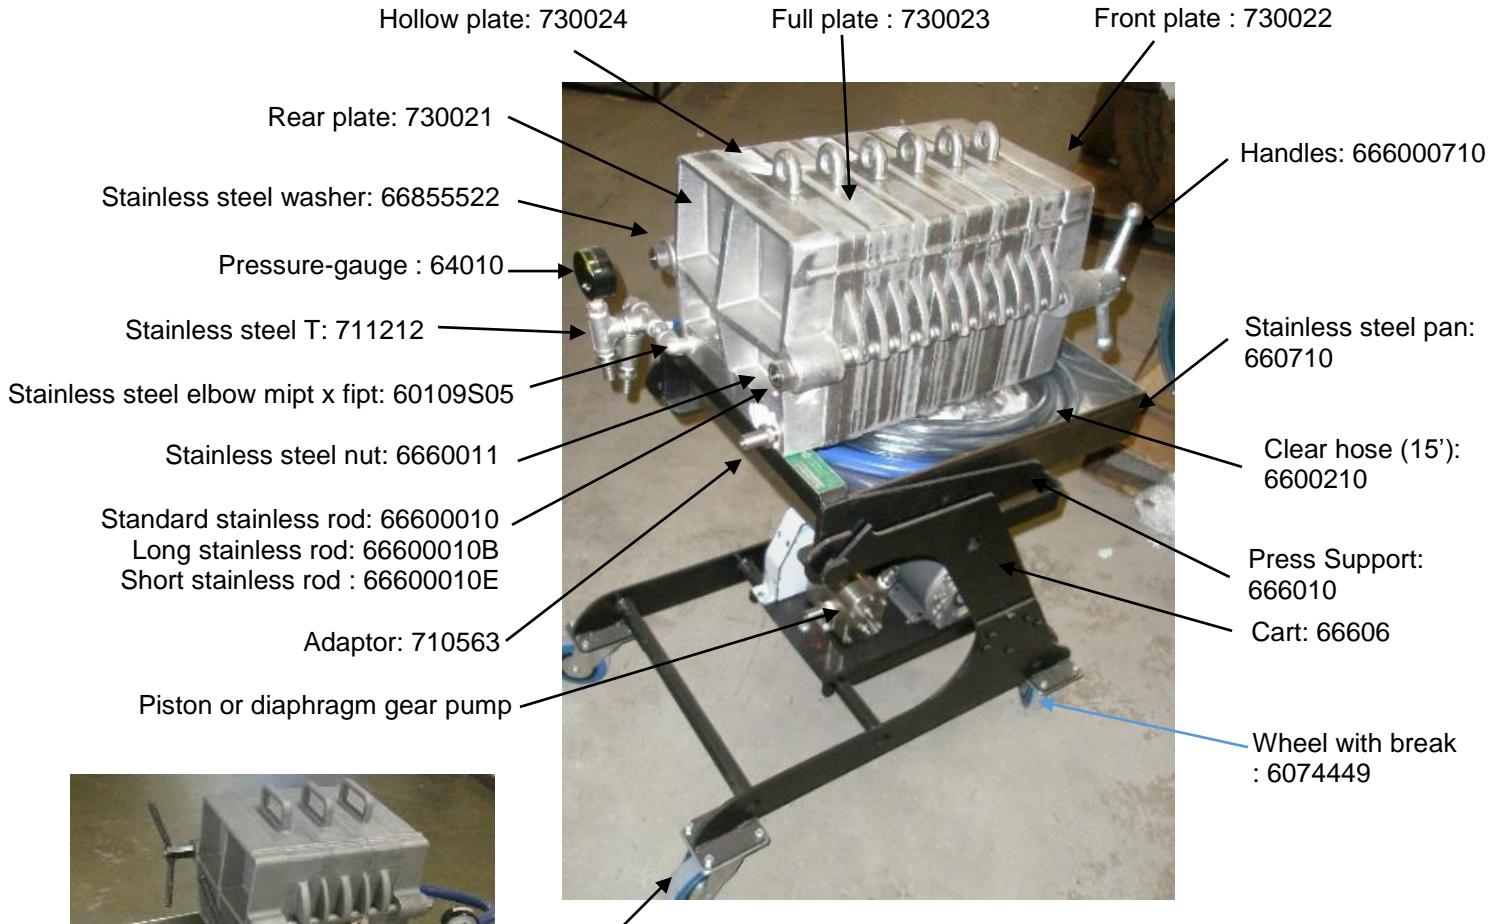 Hollow plate: 730024
Full plate : 730023
Front plate : 730022
Rear plate: 730021
Handles: 666000710
Stainless steel washer: 66855522
Pressure-gauge : 64010
Stainless steel T: 711212
Stainless steel pan:
660710
Stainless steel elbow mipt x fipt: 60109S05
Stainless steel nut: 6660011
Clear hose (15’):
6600210
Standard stainless rod: 66600010
Long stainless rod: 66600010B
Short stainless rod : 66600010E
Press Support:
666010
Adaptor: 710563
Cart: 66606
Piston or diaphragm gear pump
Wheel with break
: 6074449